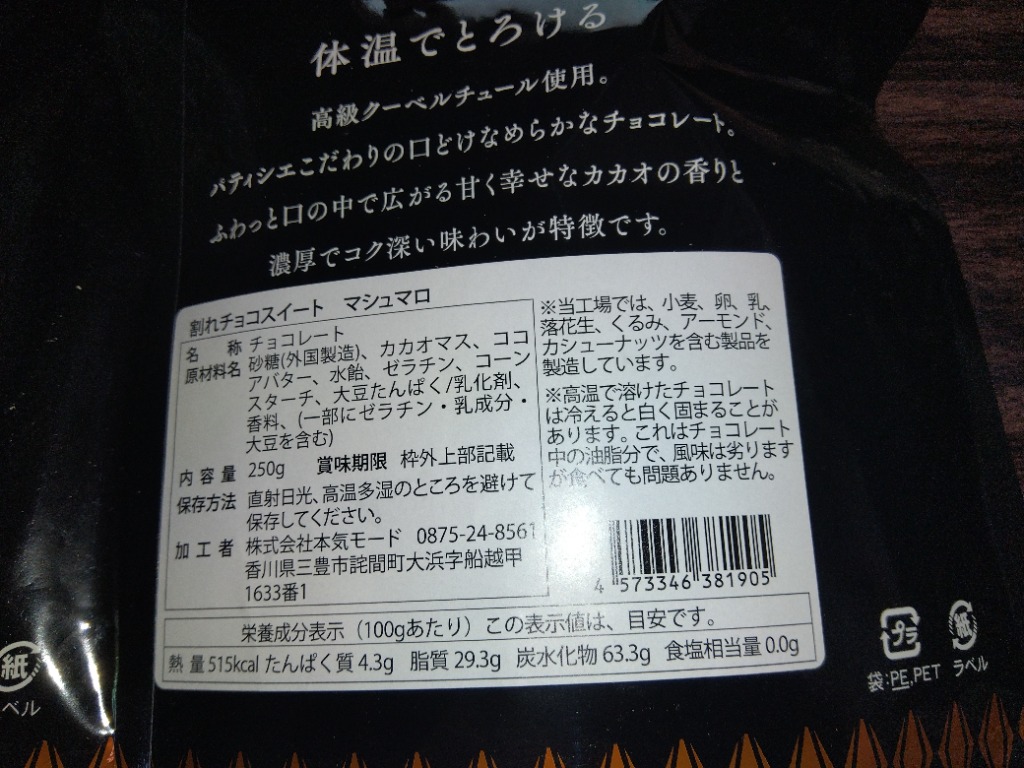 体温でとろける
高級クーベルチュール使用。
パティシエこだわりの口どけなめらかなチョコレート。
ふわっと口の中で広がる甘く幸せなカカオの香りと
濃厚でコク深い味わいが特徴です。
割れチョコスイート マシュマロ
名 称 チョコレート
原材料名 砂糖(外国製造)、カカオマス、ココ
アバター、水飴、ゼラチン、コーン
スターチ、大豆たんぱく/乳化剤、
香料、(一部にゼラチン・乳成分・
大豆を含む)
内容量 250g 賞味期限 枠外上部記載
保存方法 直射日光、高温多湿のところを避けて
保存してください。
加工者 株式会社本気モード 0875-24-8561
香川県三豊市詫間町大浜字船越甲
1633番1
※当工場では、小麦、卵、乳、
落花生、くるみ、アーモンド、
カシューナッツを含む製品を
製造しています。
※高温で溶けたチョコレート
は冷えると白く固まることが
あります。これはチョコレート
中の油脂分で、風味は劣ります
が食べても問題ありません。
4 573346 381905
栄養成分表示(100gあたり)この表示値は、目安です。
熱量515kcal たんぱく質 4.3g 脂質 29.3g 炭水化物 63.3g 食塩相当量 0.0g
プラ
紙
袋:PE,PET ラベル
紙
ベル